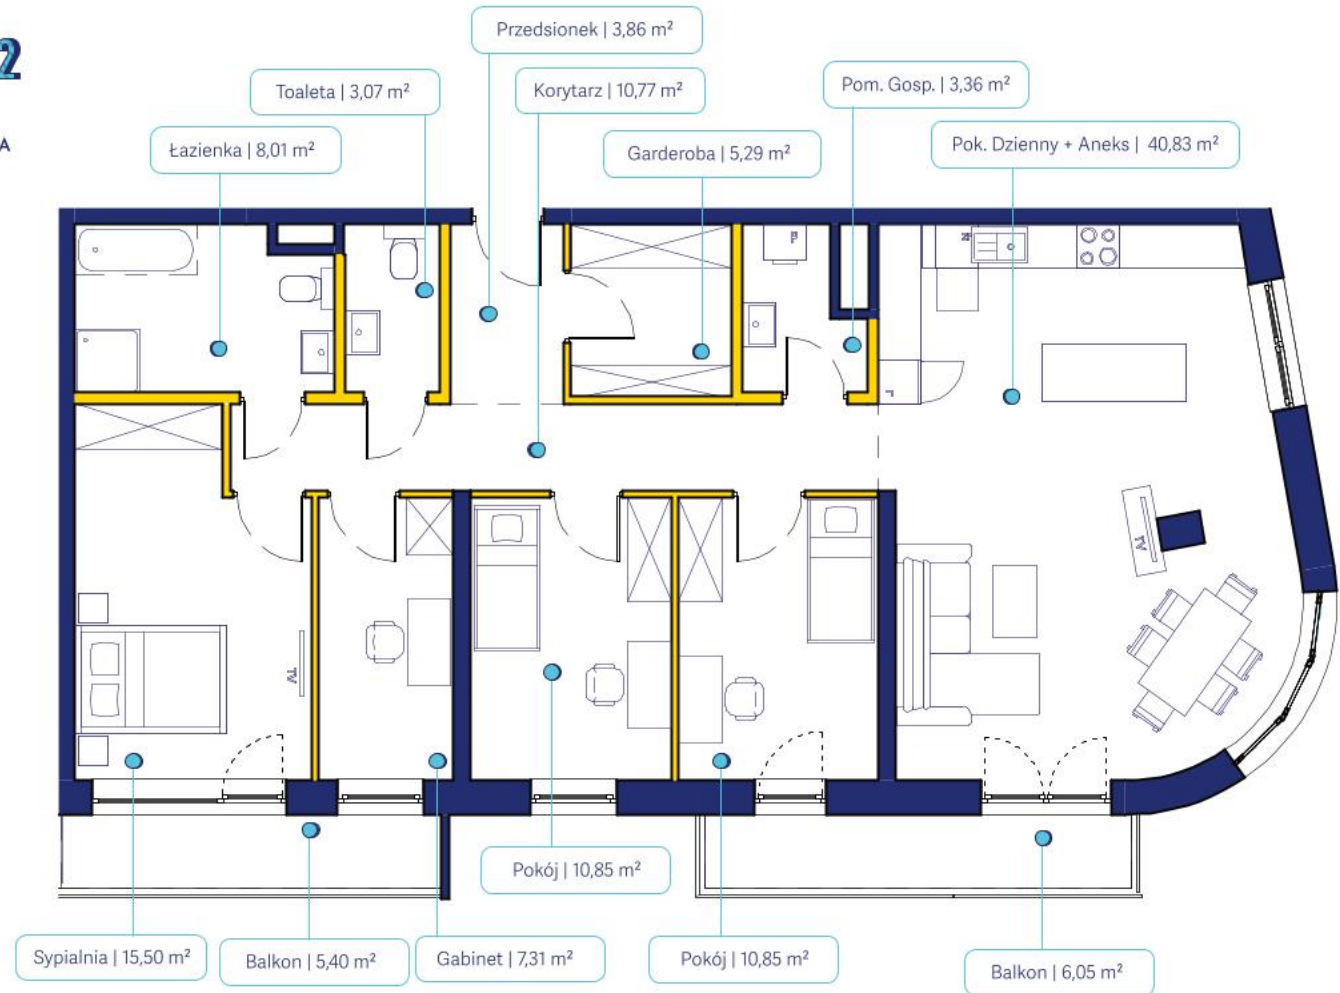 2
Przedsionek | 3,86 m²
Toaleta | 3,07 m²
Korytarz | 10,77 m²
Pom. Gosp. | 3,36 m²
A
Łazienka | 8,01 m²
Garderoba | 5,29 m²
Pok. Dzienny + Aneks | 40,83 m²
TV
TV
L
Pokój | 10,85 m²
Sypialnia | 15,50 m²
Balkon | 5,40 m²
Gabinet | 7,31 m²
Pokój | 10,85 m²
Balkon | 6,05 m²